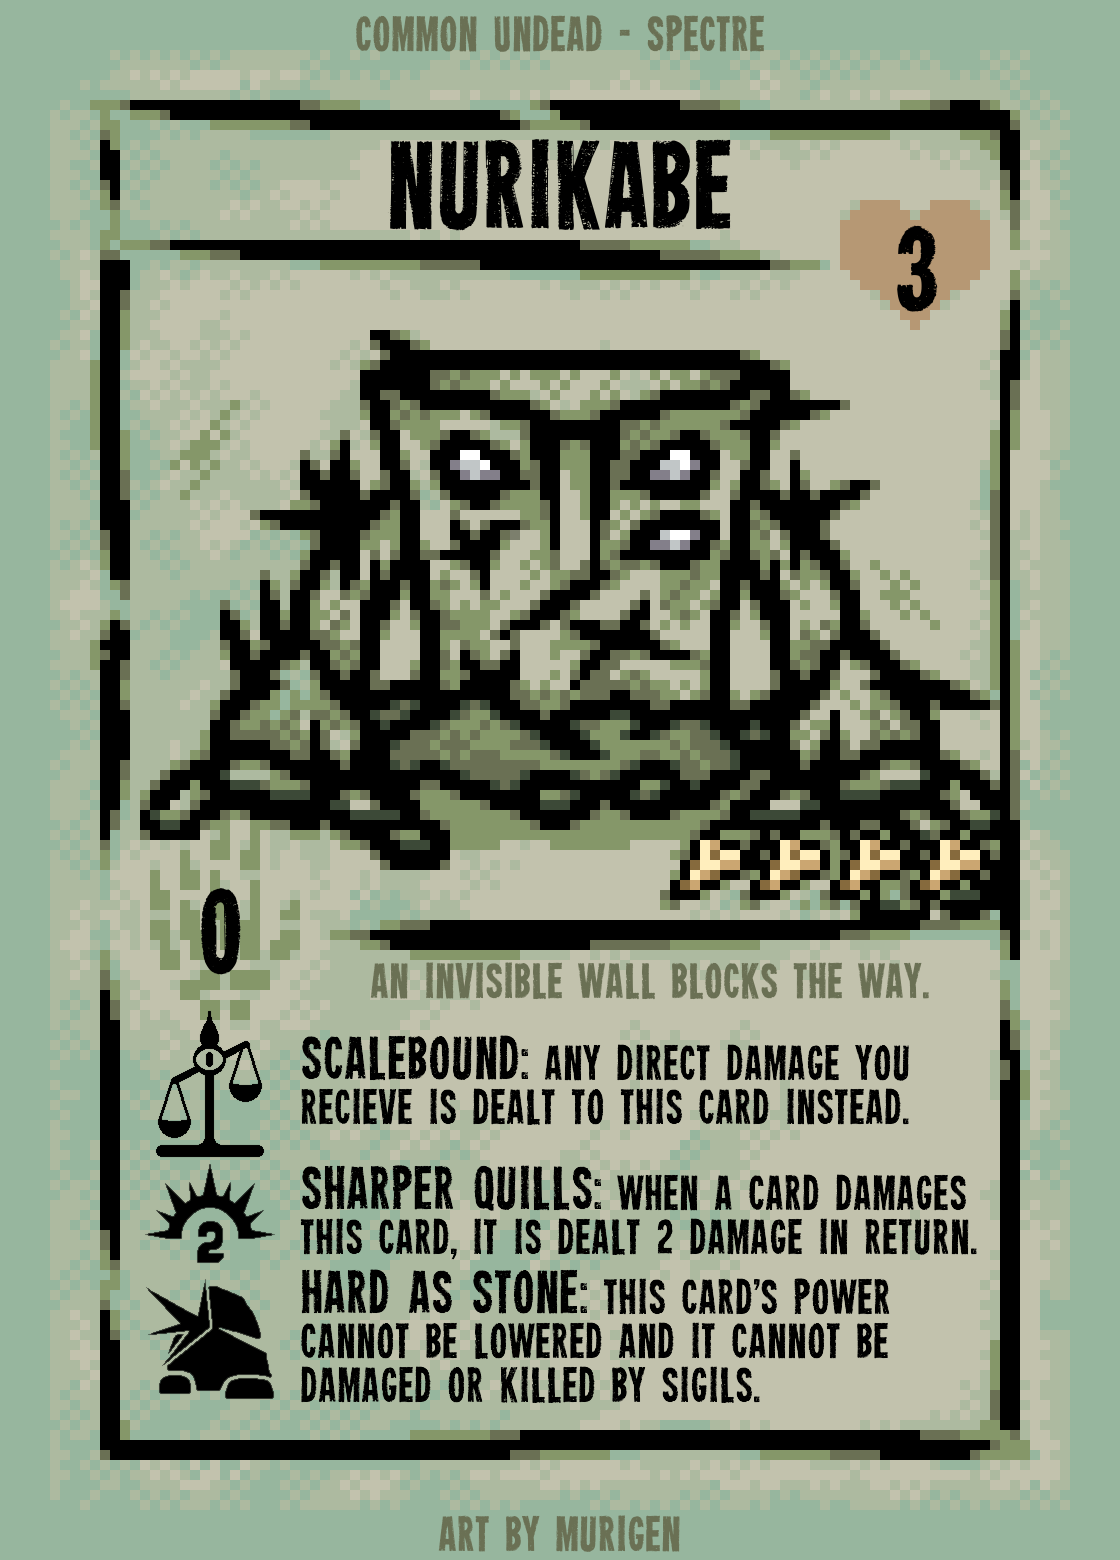 COMMON UNDEAD - SPECTRE
NURIKABE
3
0
AN INVISIBLE WALL BLOCKS THE WAY.
0
SCALEBOUND: ANY DIRECT DAMAGE YOU
RECIEVE IS DEALT TO THIS CARD INSTEAD.
SHARPER QUILLS: WHEN A CARD DAMAGES
THIS CARD, IT IS DEALT 2 DAMAGE IN RETURN.
2
HARD AS STONE: THIS CARD'S POWER
CANNOT BE LOWERED AND IT CANNOT BE
DAMAGED OR KILLED BY SIGILS.
ART BY MURIGEN